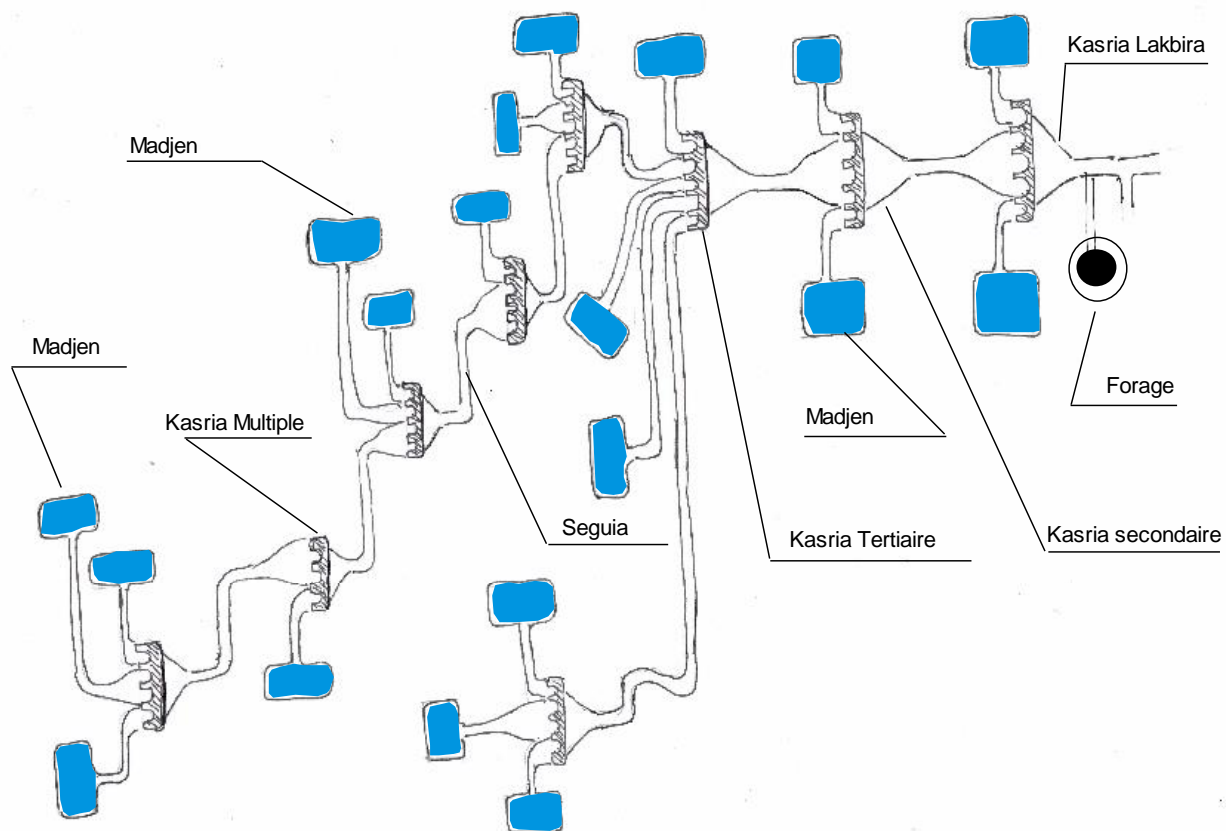 Kasria Lakbira
Madjen
Madjen
Forage
Kasria Multiple
Madjen
Seguia
Kasria Tertiaire
Kasria secondaire